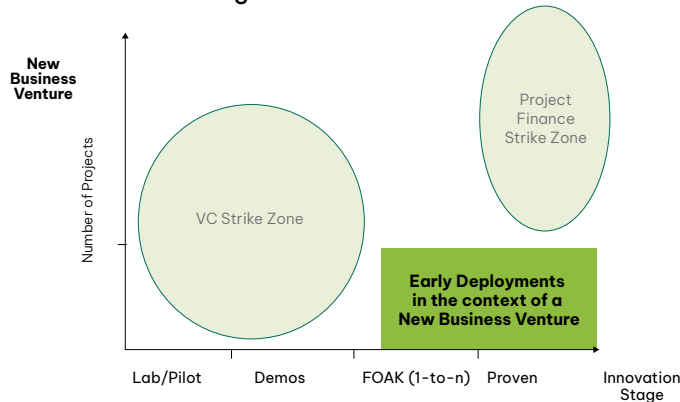 New
Business
Venture
Number of Projects
VC Strike Zone
Project
Finance
Strike Zone
Early Deployments
in the context of a
New Business Venture
Lab/Pilot
Demos
FOAK (1-to-n)
Proven
Innovation
Stage